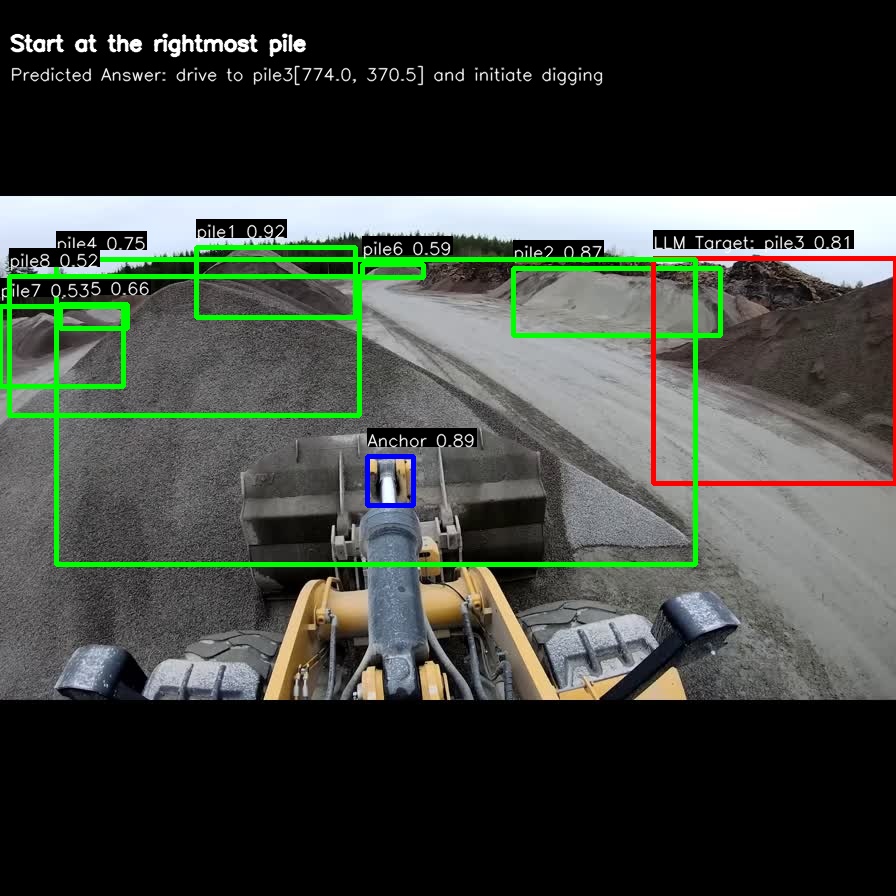 Start at the rightmost pile
Predicted Answer: drive to pile3[774.0, 370.5] and initiate digging
pile1 0.92
pile4 0.75
LLM Target: pile3 0.81
pile6 0.59
pile2 0.87
pile8 0.52
pile7 0.535 0.66
Anchor 0.89